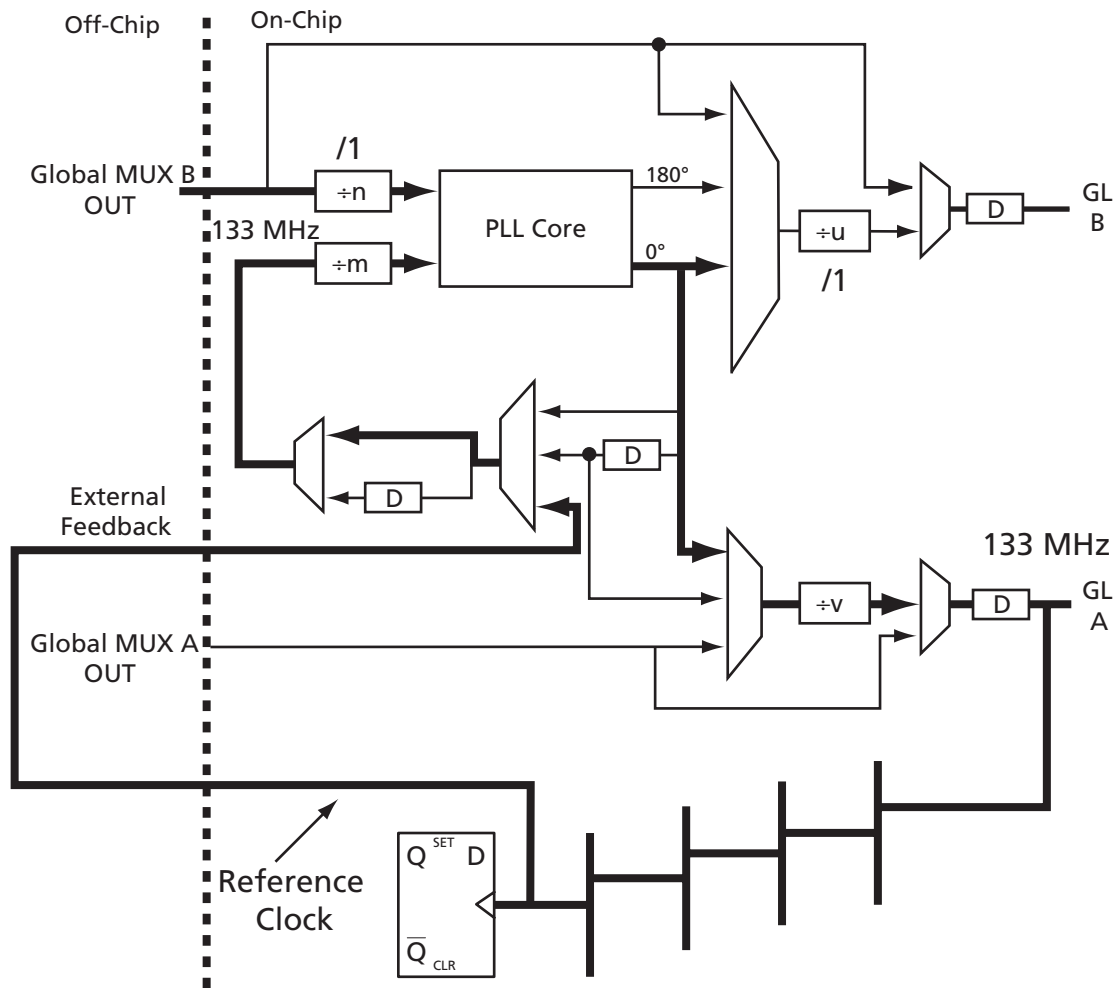 Off-Chip
On-Chip
/1
Global MUX B
OUT
÷n
180°
PLL Core
GL
B
D
133 MHz
÷m
0°
÷u
/1
D
D
External
Feedback
133 MHz
÷v
D
GL
A
Global MUX A
OUT
Reference
Clock
Q SET D
Q̅ CLR